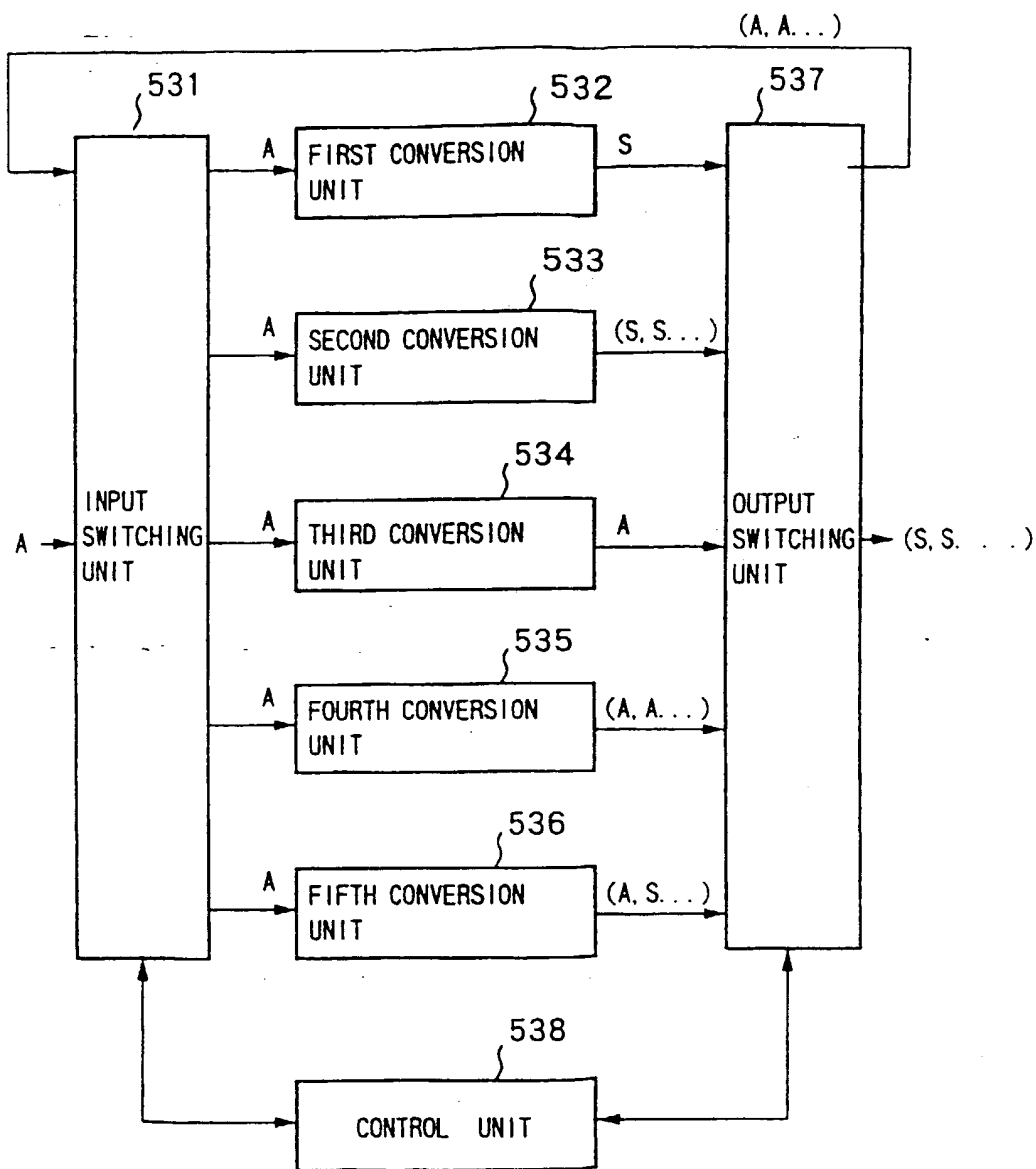 (A, A...)
531
532
537
A
FIRST CONVERSION
UNIT
S
533
A
SECOND CONVERSION
UNIT
(S, S...)
534
A
INPUT
SWITCHING
UNIT
A
THIRD CONVERSION
UNIT
A
OUTPUT
SWITCHING
UNIT
(S, S. . . .)
535
A
FOURTH CONVERSION
UNIT
(A, A...)
536
A
FIFTH CONVERSION
UNIT
(A, S...)
538
CONTROL UNIT